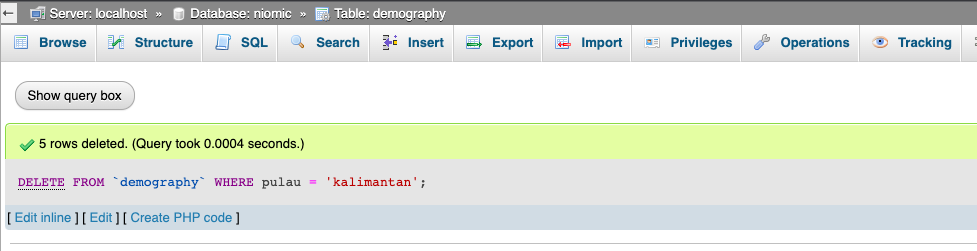 Server: localhost » Database: niomic » Table: demography
Browse Structure SQL Search Insert Export Import Privileges Operations Tracking
Show query box
5 rows deleted. (Query took 0.0004 seconds.)
DELETE FROM `demography` WHERE pulau = 'kalimantan';
[ Edit inline ] [ Edit ] [ Create PHP code ]